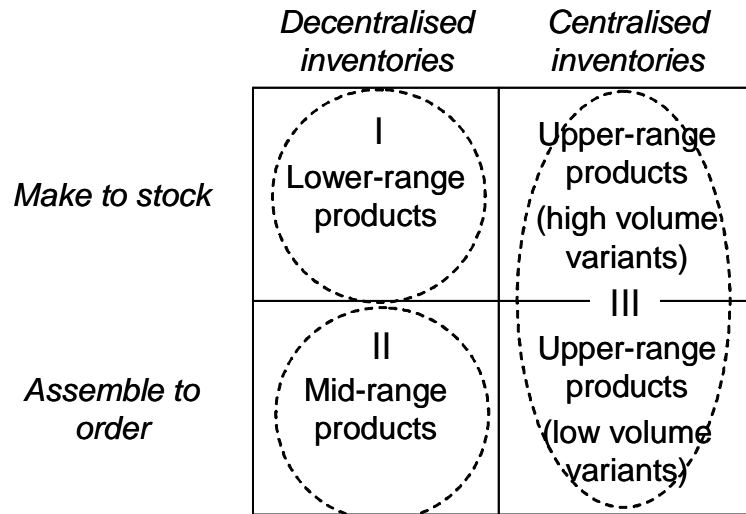 Decentralised
inventories
Centralised
inventories
Make to stock
I
Lower-range
products
Upper-range
products
(high volume
variants)
III
Assemble to
order
II
Mid-range
products
Upper-range
products
(low volume
variants)